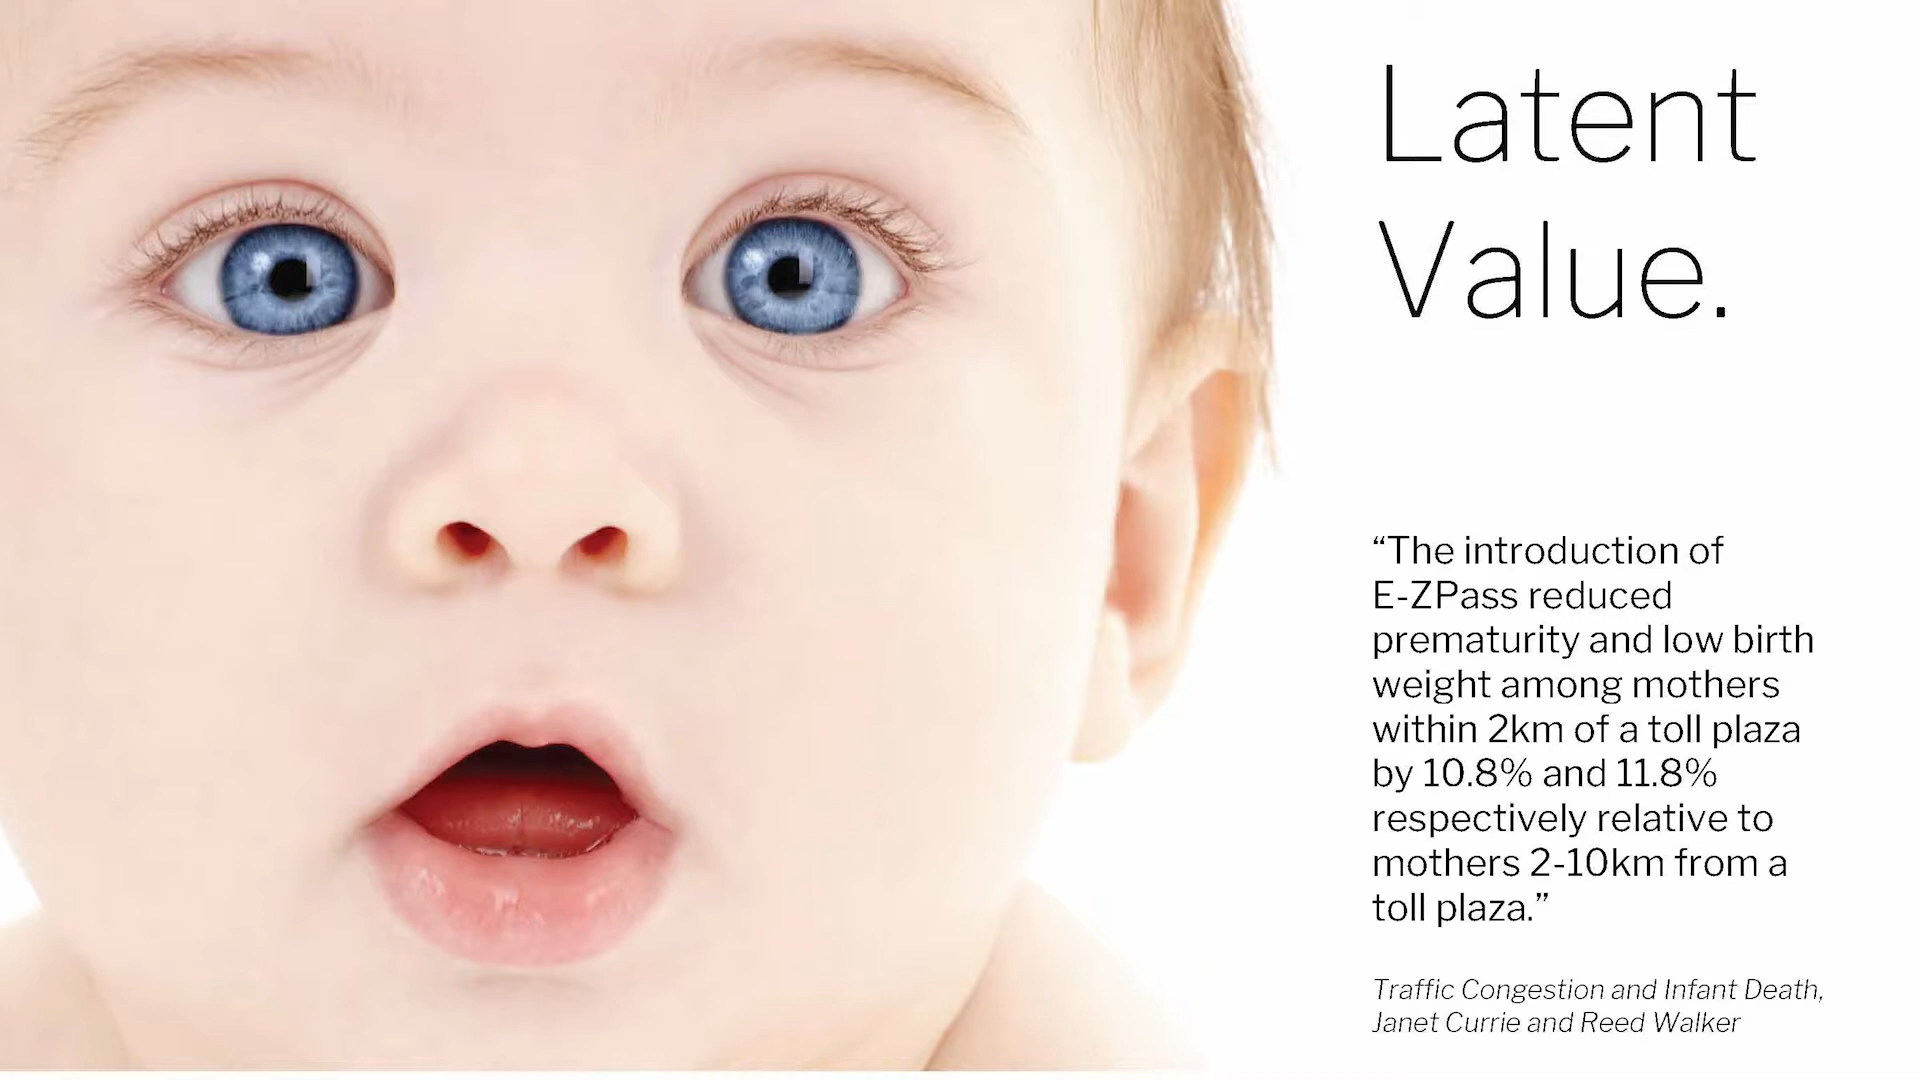 Latent
Value.
“The introduction of
E-ZPass reduced
prematurity and low birth
weight among mothers
within 2km of a toll plaza
by 10.8% and 11.8%
respectively relative to
mothers 2-10km from a
toll plaza.”
Traffic Congestion and Infant Death,
Janet Currie and Reed Walker